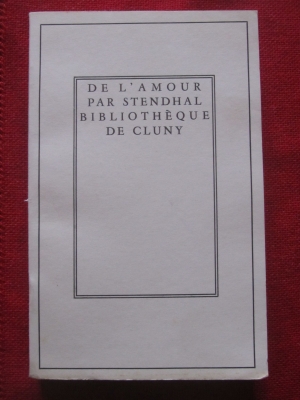 DE L'AMOUR
PAR STENDHAL
BIBLIOTHÈQUE
DE CLUNY